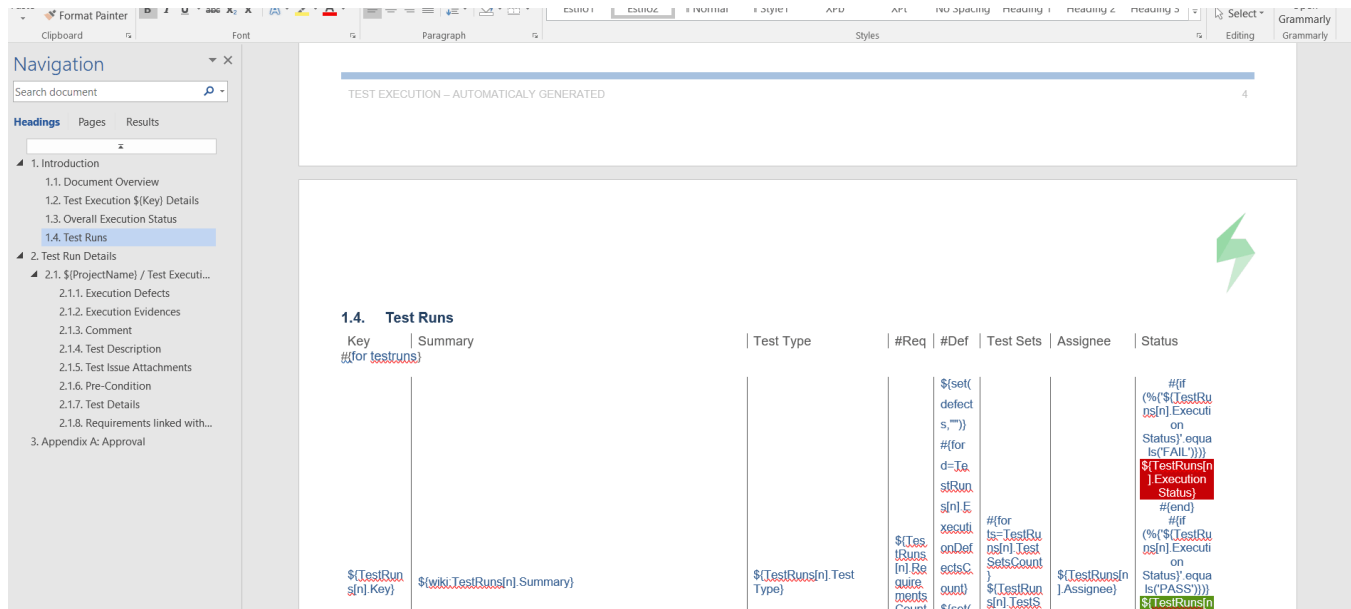 Format Painter
B I U abc X₂ X
Select
Grammarly
Estilo1 Estilo2 ¶ Normal ¶ Style1 XFb XFt No Spacing Heading 1 Heading 2 Heading 3
Clipboard Font Paragraph Styles Editing Grammarly
Navigation
Search document
Headings Pages Results
1. Introduction
1.1. Document Overview
1.2. Test Execution ${Key} Details
1.3. Overall Execution Status
1.4. Test Runs
2. Test Run Details
2.1. ${ProjectName} / Test Executi...
2.1.1. Execution Defects
2.1.2. Execution Evidences
2.1.3. Comment
2.1.4. Test Description
2.1.5. Test Issue Attachments
2.1.6. Pre-Condition
2.1.7. Test Details
2.1.8. Requirements linked with...
3. Appendix A: Approval
TEST EXECUTION – AUTOMATICALY GENERATED 4
1.4. Test Runs
Key Summary Test Type #Req #Def Test Sets Assignee Status
#{for testruns}
${TestRun
s[n].Key}
${wiki:TestRuns[n].Summary}
${TestRuns[n].Test
Type}
${Tes
tRuns
[n].Re
quire
ments
Count
${set(
defect
s,"")}
#{for
d=Te
stRun
s[n].E
xecuti
onDef
ectsC
ount}
${set(
#{for
ts=TestRu
ns[n].Test
SetsCount
}
${TestRun
s[n].TestS
${TestRuns[n
].Assignee}
#{if
(%{'${TestRu
ns[n].Executi
on
Status}'.equa
ls('FAIL')})}
${TestRuns[n
].Execution
Status}
#{end}
#{if
(%{'${TestRu
ns[n].Executi
on
Status}'.equa
ls('PASS')})}
${TestRuns[n